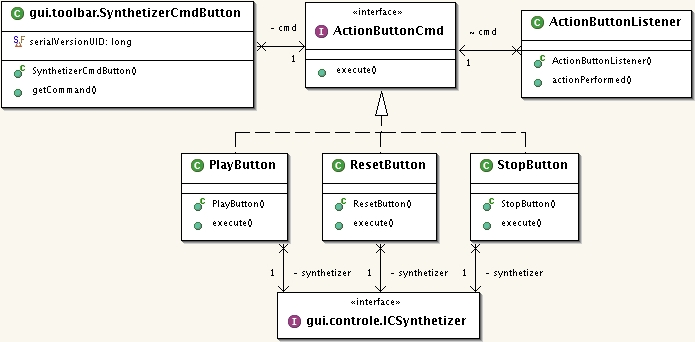 C gui.toolbar.SynthetizerCmdButton
S F serialVersionUID: long
C SynthetizerCmdButton()
getCommand()
- cmd
1
«interface»
I ActionButtonCmd
execute()
~ cmd
1
C ActionButtonListener
C ActionButtonListener()
actionPerformed()
C PlayButton
C PlayButton()
execute()
C ResetButton
C ResetButton()
execute()
C StopButton
C StopButton()
execute()
1 - synthetizer
1 - synthetizer
1 - synthetizer
«interface»
I gui.controle.ICSynthetizer